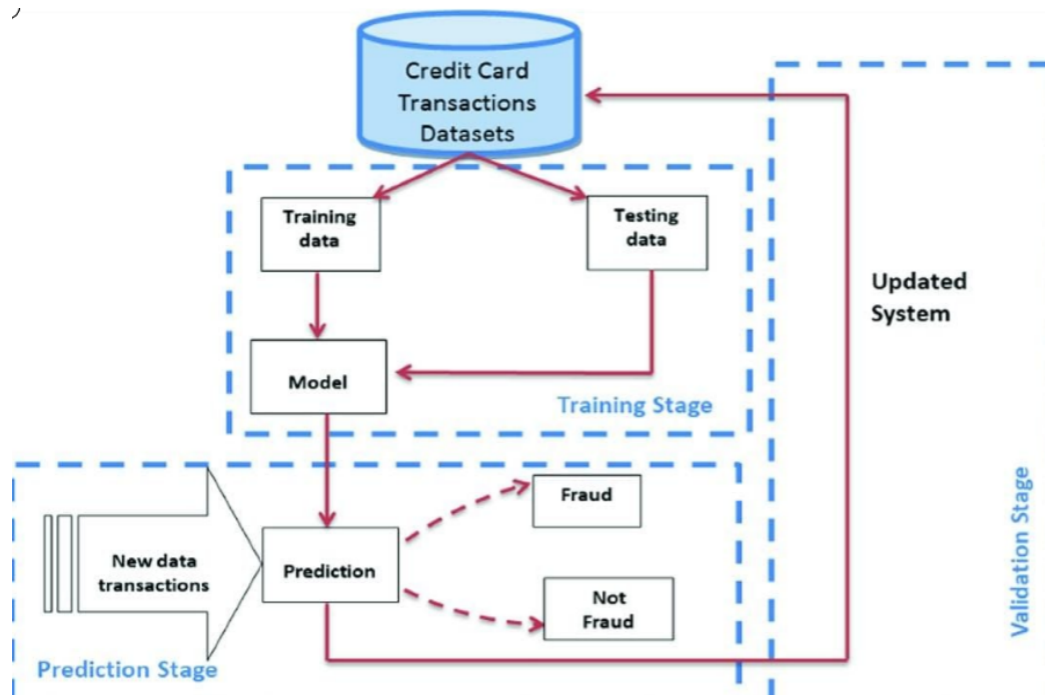 Credit Card
Transactions
Datasets
Training
data
Testing
data
Updated
System
Model
Training Stage
Fraud
New data
transactions
Prediction
Not
Fraud
Prediction Stage
Validation Stage